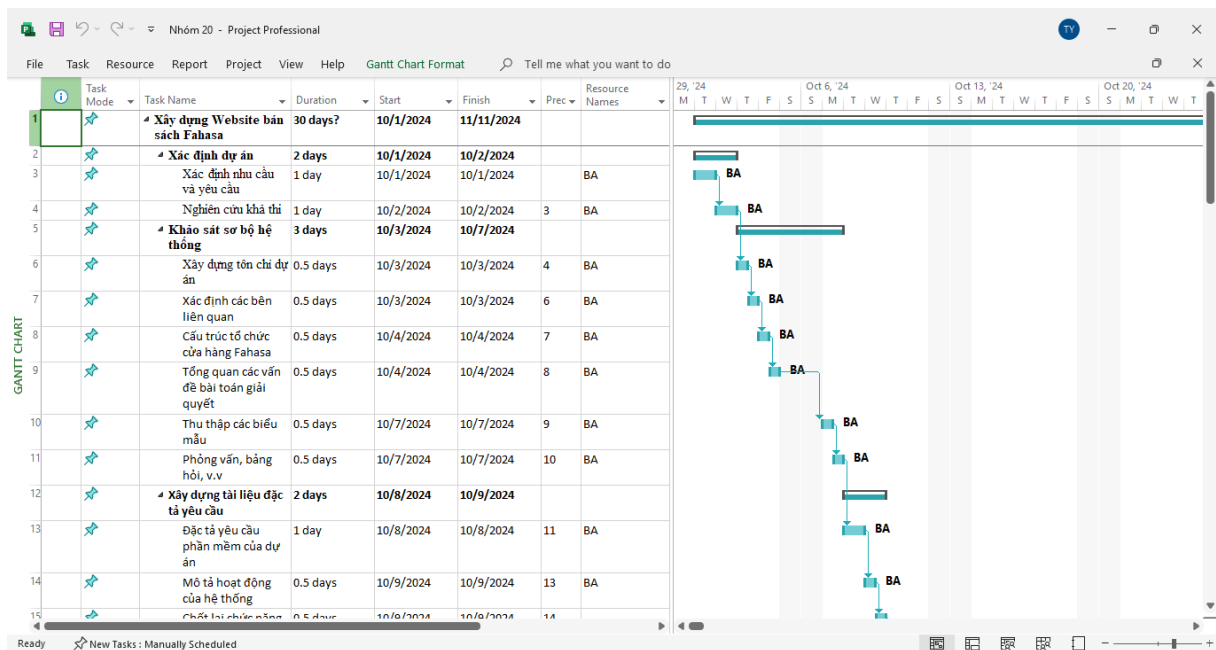 Nhóm 20 - Project Professional
TY
File Task Resource Report Project View Help Gantt Chart Format Tell me what you want to do
Task Mode Task Name Duration Start Finish Prec Resource Names
29, '24 Oct 6, '24 Oct 13, '24 Oct 20, '24
M T W T F S S M T W T F S S M T W T F S S M T W T
1 Xây dựng Website bán 30 days? 10/1/2024 11/11/2024
sách Fahasa
2 Xác định dự án 2 days 10/1/2024 10/2/2024
3 Xác định nhu cầu 1 day 10/1/2024 10/1/2024 BA BA
và yêu cầu
4 Nghiên cứu khả thi 1 day 10/2/2024 10/2/2024 3 BA BA
5 Khảo sát sơ bộ hệ 3 days 10/3/2024 10/7/2024
thống
6 Xây dựng tôn chỉ dự 0.5 days 10/3/2024 10/3/2024 4 BA BA
án
7 Xác định các bên 0.5 days 10/3/2024 10/3/2024 6 BA BA
liên quan
8 Cấu trúc tổ chức 0.5 days 10/4/2024 10/4/2024 7 BA BA
cửa hàng Fahasa
9 Tổng quan các vấn 0.5 days 10/4/2024 10/4/2024 8 BA BA
đề bài toán giải
quyết
10 Thu thập các biểu 0.5 days 10/7/2024 10/7/2024 9 BA BA
mẫu
11 Phỏng vấn, bảng 0.5 days 10/7/2024 10/7/2024 10 BA BA
hỏi, v.v
12 Xây dựng tài liệu đặc 2 days 10/8/2024 10/9/2024
tả yêu cầu
13 Đặc tả yêu cầu 1 day 10/8/2024 10/8/2024 11 BA BA
phần mềm của dự
án
14 Mô tả hoạt động 0.5 days 10/9/2024 10/9/2024 13 BA BA
của hệ thống
15 Chốt lại chức năng 0.5 days 10/9/2024 10/9/2024 14
GANTT CHART
Ready New Tasks : Manually Scheduled